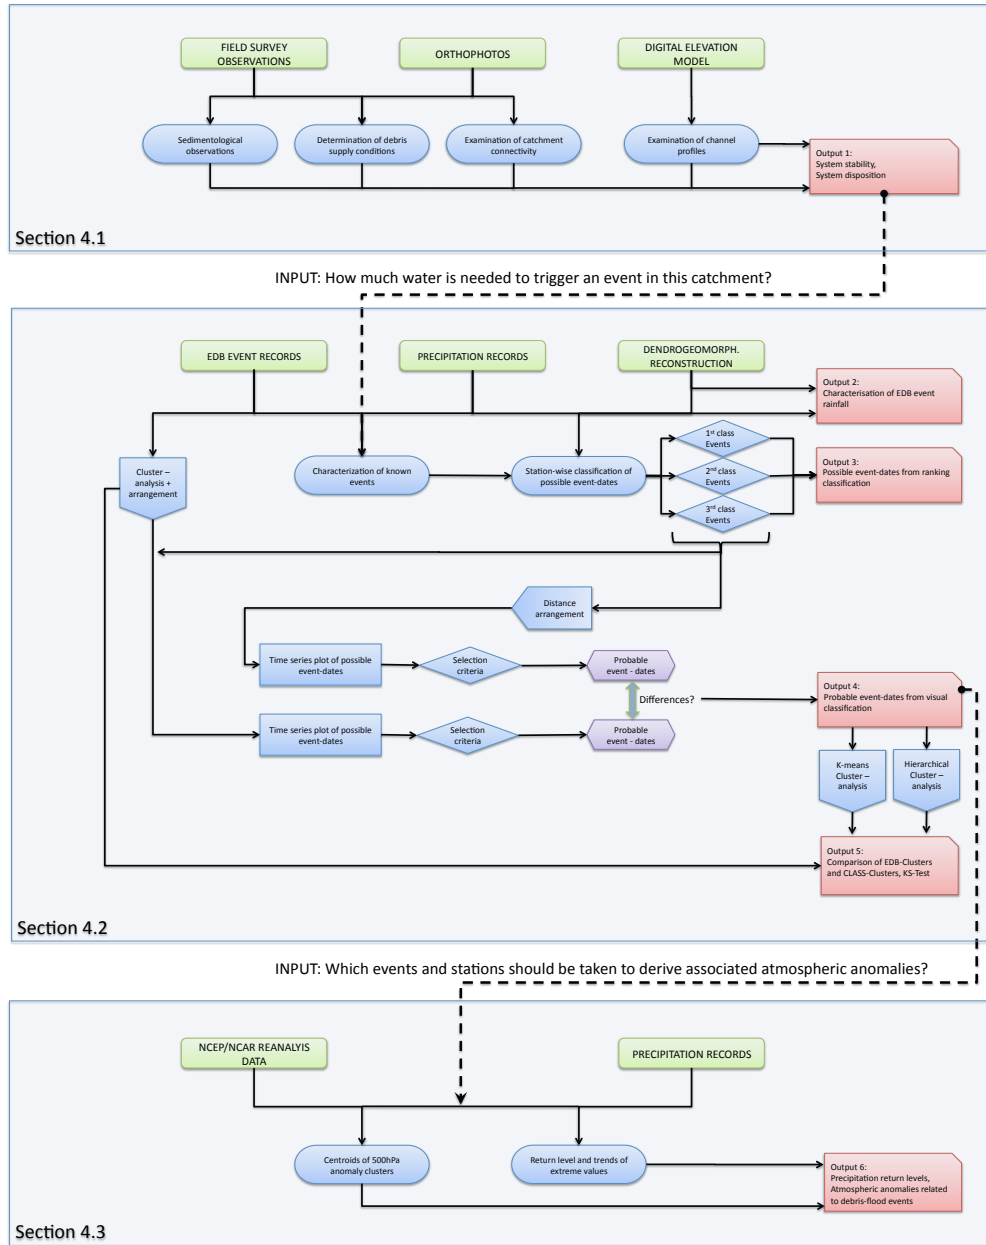 FIELD SURVEY
OBSERVATIONS
ORTHOPHOTOS
DIGITAL ELEVATION
MODEL
Sedimentological
observations
Determination of debris
supply conditions
Examination of catchment
connectivity
Examination of channel
profiles
Output 1:
System stability,
System disposition
Section 4.1
INPUT: How much water is needed to trigger an event in this catchment?
EDB EVENT RECORDS
PRECIPITATION RECORDS
DENDROGEOMORPH.
RECONSTRUCTION
Output 2:
Characterisation of EDB event
rainfall
Cluster –
analysis +
arrangement
Characterization of known
events
Station-wise classification of
possible event-dates
1st class
Events
2nd class
Events
3rd class
Events
Output 3:
Possible event-dates from ranking
classification
Distance
arrangement
Time series plot of possible
event-dates
Selection
criteria
Probable
event - dates
Differences?
Time series plot of possible
event-dates
Selection
criteria
Probable
event - dates
Output 4:
Probable event-dates from visual
classification
K-means
Cluster –
analysis
Hierarchical
Cluster –
analysis
Output 5:
Comparison of EDB-Clusters
and CLASS-Clusters, KS-Test
Section 4.2
INPUT: Which events and stations should be taken to derive associated atmospheric anomalies?
NCEP/NCAR REANALYIS
DATA
PRECIPITATION RECORDS
Centroids of 500hPa
anomaly clusters
Return level and trends of
extreme values
Output 6:
Precipitation return levels,
Atmospheric anomalies related
to debris-flood events
Section 4.3